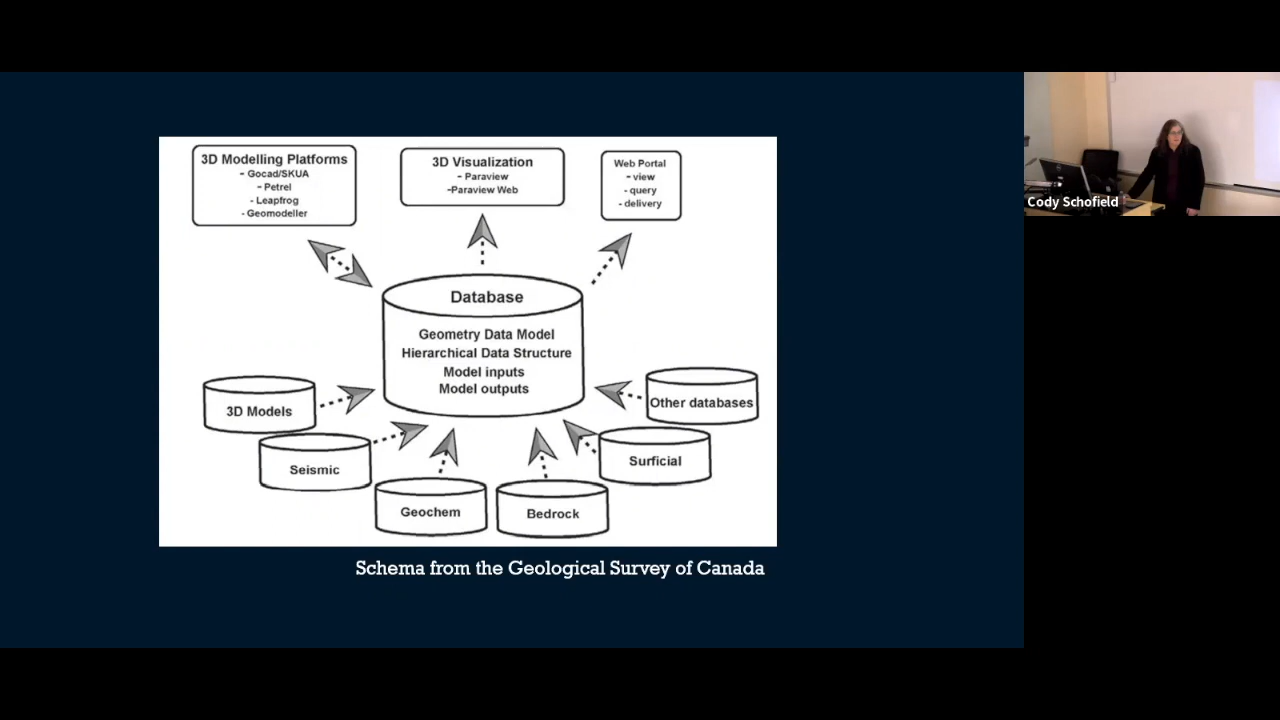 3D Modelling Platforms
- Gocad/SKUA
- Petrel
- Leapfrog
- Geomodeller
3D Visualization
- Paraview
-Paraview Web
Web Portal
- view
- query
- delivery
Database
Geometry Data Model
Hierarchical Data Structure
Model inputs
Model outputs
3D Models
Seismic
Geochem
Bedrock
Surficial
Other databases
Schema from the Geological Survey of Canada
Cody Schofield